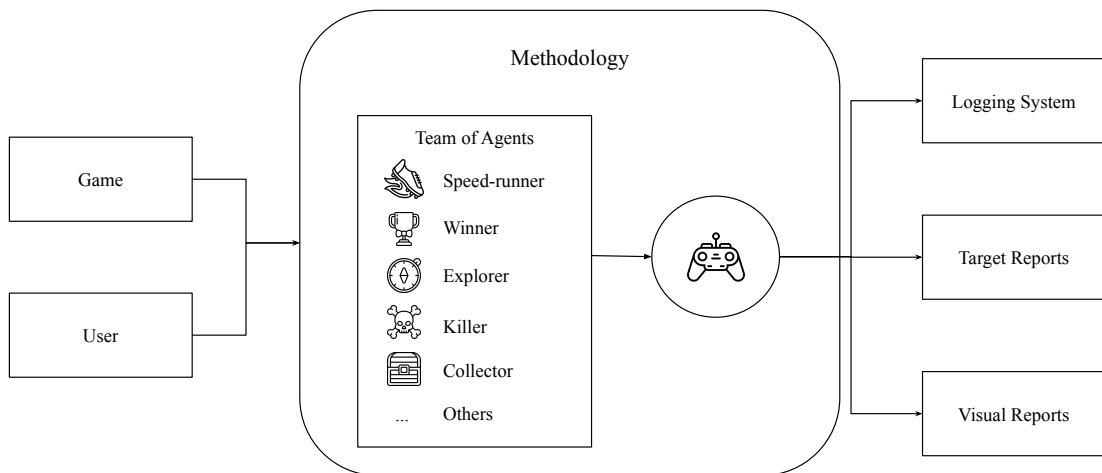 Methodology
Game
User
Team of Agents
Speed-runner
Winner
Explorer
Killer
Collector
... Others
Logging System
Target Reports
Visual Reports